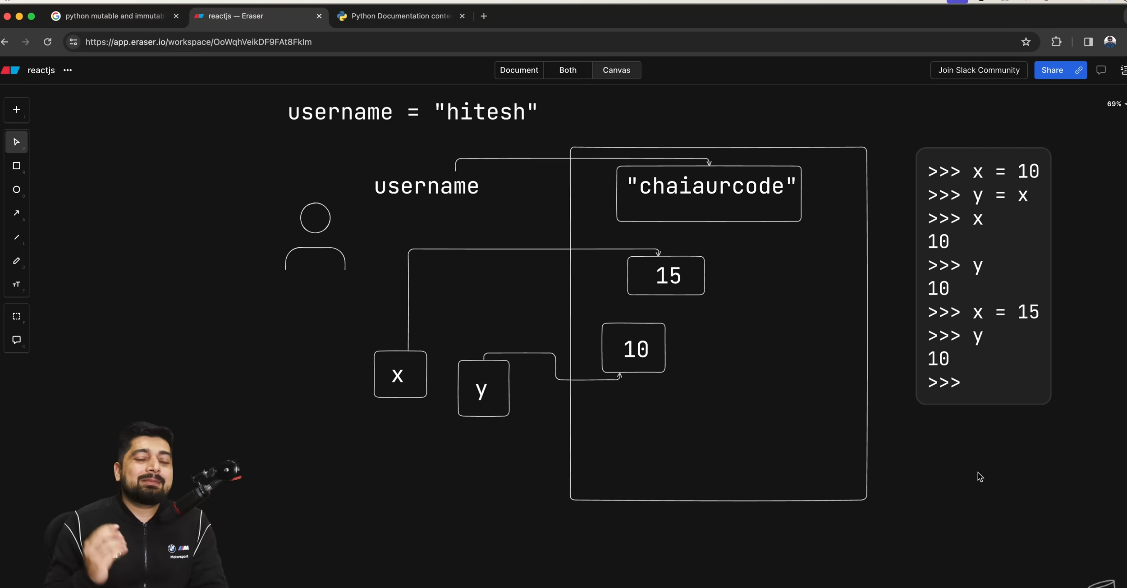 python mutable and immutab
reactjs — Eraser
Python Documentation conte
https://app.eraser.io/workspace/OoWqhVeikDF9FAt8FkIm
reactjs
Document
Both
Canvas
Join Slack Community
Share
69%
username = "hitesh"
username
"chaiaurcode"
15
10
x
y
>>> x = 10
>>> y = x
>>> x
10
>>> y
10
>>> x = 15
>>> y
10
>>>